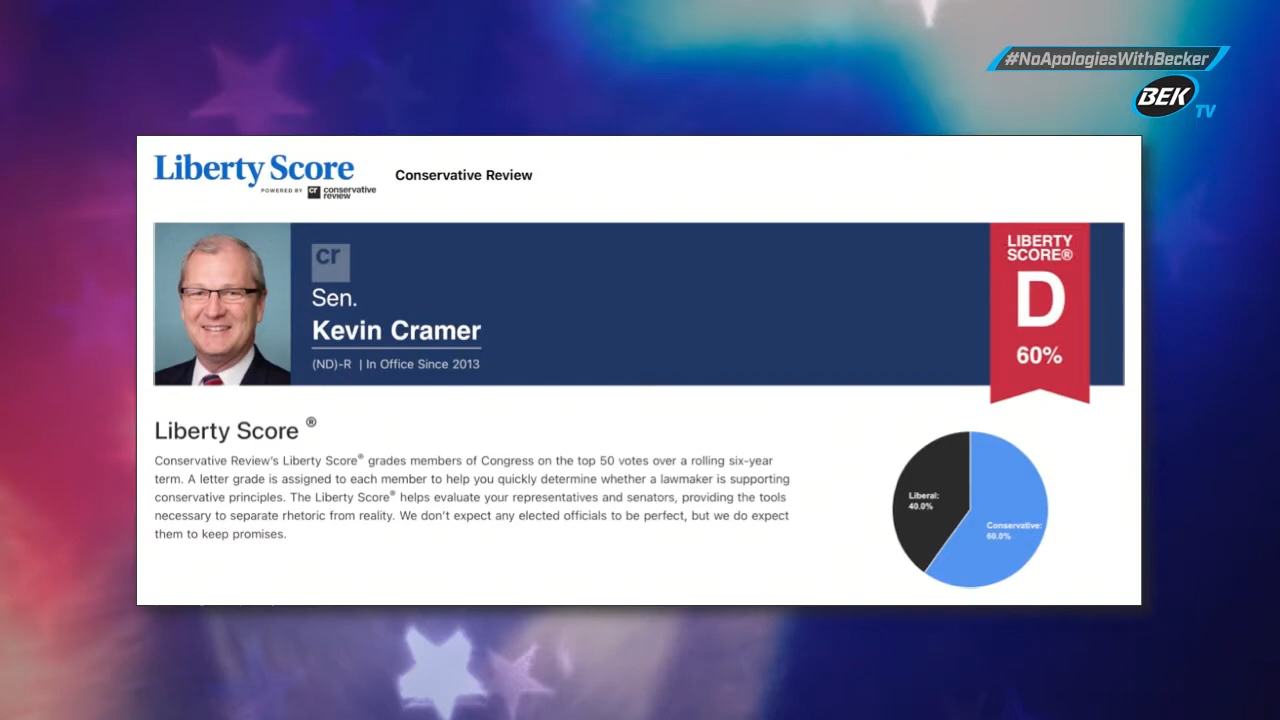 #NoApologiesWithBecker
BEK TV
Liberty Score
POWERED BY cr conservative review
Conservative Review
cr
Sen.
Kevin Cramer
(ND)-R | In Office Since 2013
LIBERTY
SCORE®
D
60%
Liberty Score ®
Conservative Review's Liberty Score® grades members of Congress on the top 50 votes over a rolling six-year
term. A letter grade is assigned to each member to help you quickly determine whether a lawmaker is supporting
conservative principles. The Liberty Score® helps evaluate your representatives and senators, providing the tools
necessary to separate rhetoric from reality. We don't expect any elected officials to be perfect, but we do expect
them to keep promises.
Liberal:
40.0%
Conservative:
60.0%